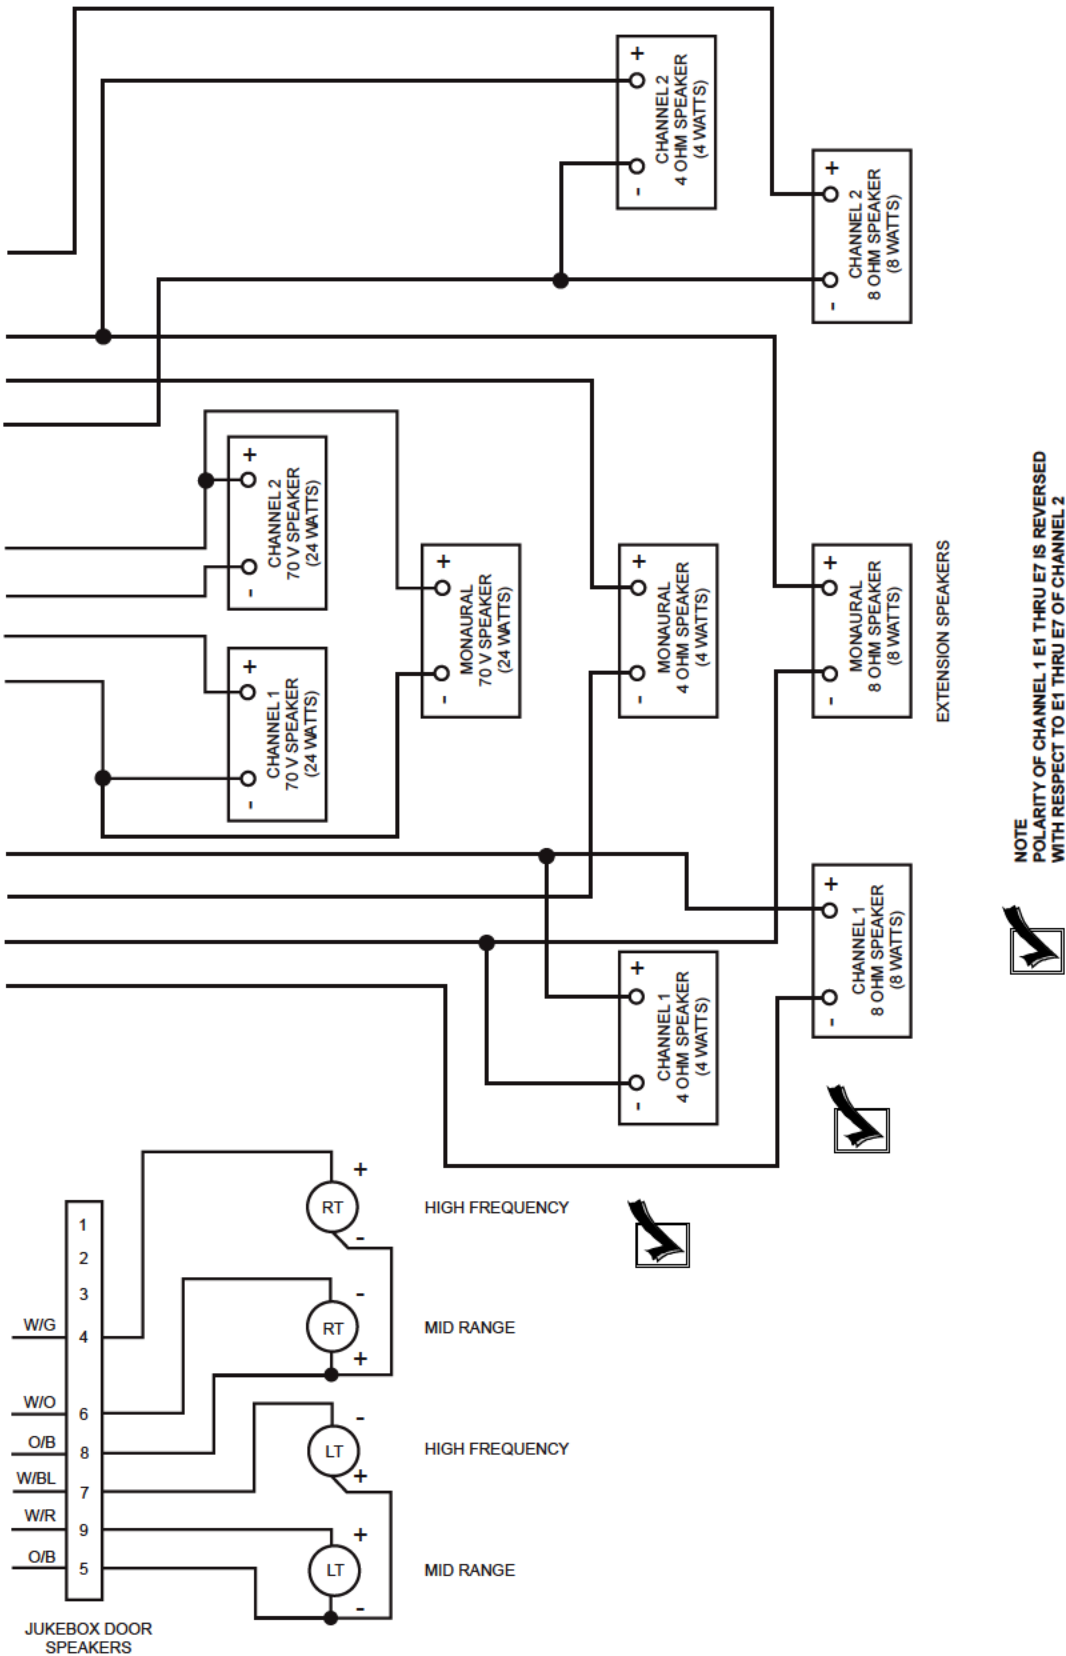 +
CHANNEL 2
4 OHM SPEAKER
(4 WATTS)
-
+
CHANNEL 2
8 OHM SPEAKER
(8 WATTS)
-
+
CHANNEL 2
70 V SPEAKER
(24 WATTS)
-
+
MONAURAL
70 V SPEAKER
(24 WATTS)
-
+
MONAURAL
4 OHM SPEAKER
(4 WATTS)
-
+
MONAURAL
8 OHM SPEAKER
(8 WATTS)
-
EXTENSION SPEAKERS
NOTE
POLARITY OF CHANNEL 1 E1 THRU E7 IS REVERSED
WITH RESPECT TO E1 THRU E7 OF CHANNEL 2
+
CHANNEL 1
70 V SPEAKER
(24 WATTS)
-
+
CHANNEL 1
8 OHM SPEAKER
(8 WATTS)
-
+
CHANNEL 1
4 OHM SPEAKER
(4 WATTS)
-
+
RT
HIGH FREQUENCY
-
1
2
3
W/G
4
-
RT
MID RANGE
+
W/O
6
O/B
8
W/BL
7
W/R
9
O/B
5
-
LT
HIGH FREQUENCY
+
+
LT
MID RANGE
-
JUKEBOX DOOR
SPEAKERS